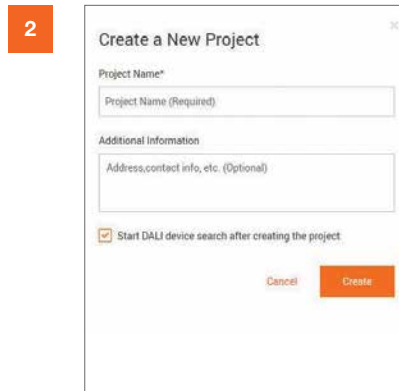 2
Create a New Project
Project Name*
Project Name (Required)
Additional Information
Address,contact info, etc. (Optional)
Start DALI device search after creating the project
Cancel
Create